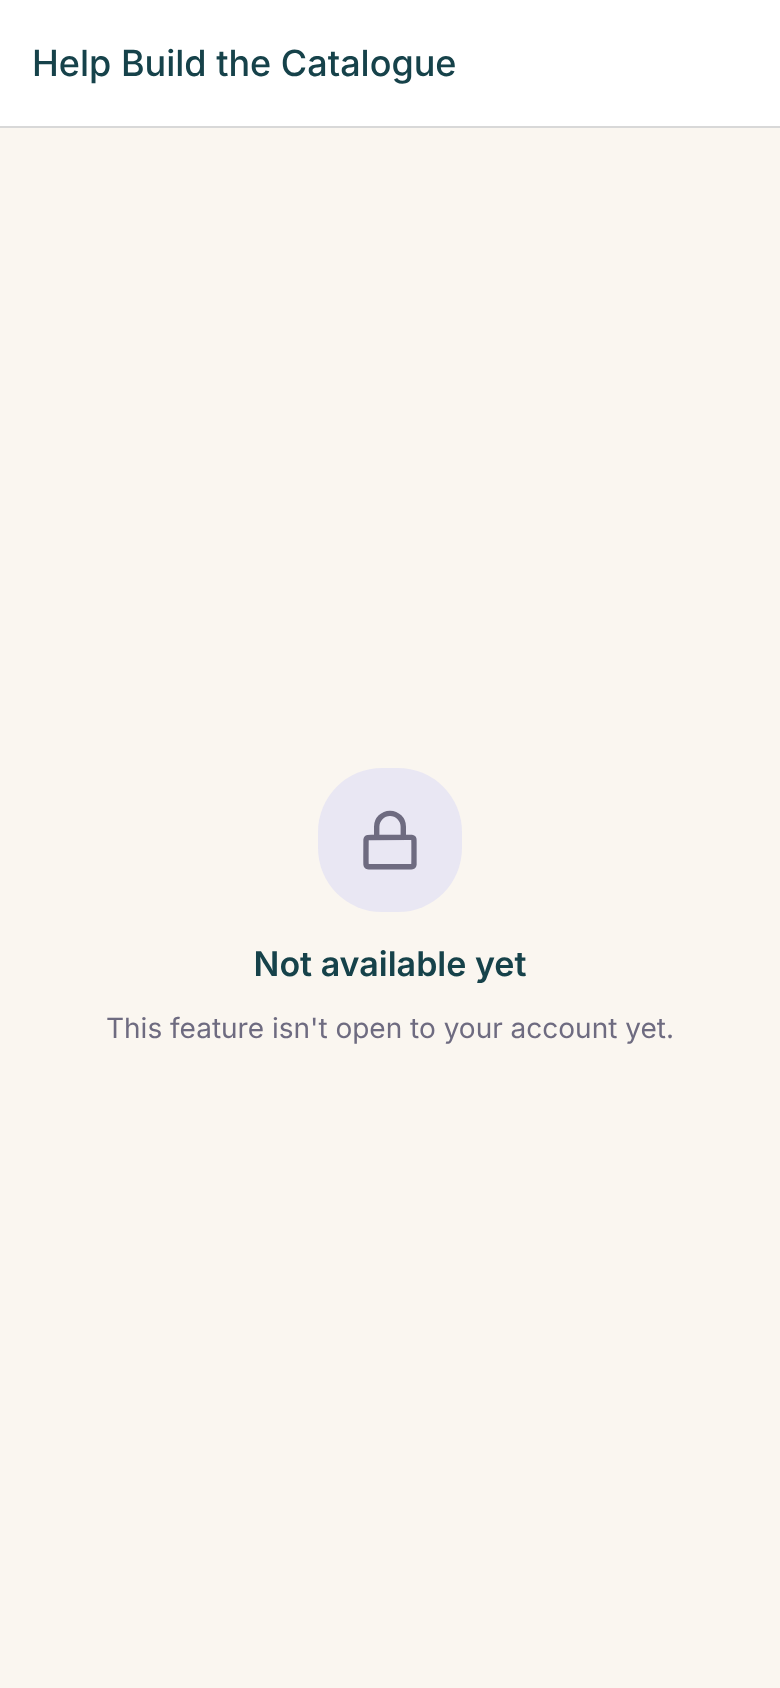 Help Build the Catalogue
Not available yet
This feature isn't open to your account yet.